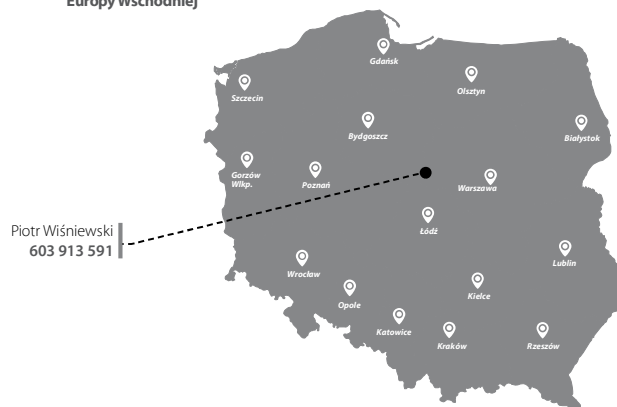 Europy Wschodniej
Gdańsk
Olsztyn
Szczecin
Bydgoszcz
Białystok
Gorzów
Wlkp.
Poznań
Warszawa
Piotr Wiśniewski
603 913 591
Łódź
Lublin
Wrocław
Kielce
Opole
Katowice
Kraków
Rzeszów